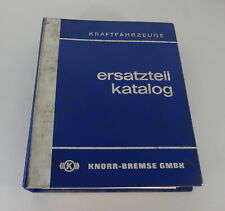 KRAFTFAHRZEUGE
ersatzteil
katalog
KNORR-BREMSE GMBH